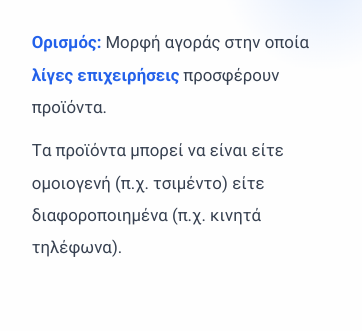 Ορισμός: Μορφή αγοράς στην οποία
λίγες επιχειρήσεις προσφέρουν
προϊόντα.
Τα προϊόντα μπορεί να είναι είτε
ομοιογενή (π.χ. τσιμέντο) είτε
διαφοροποιημένα (π.χ. κινητά
τηλέφωνα).